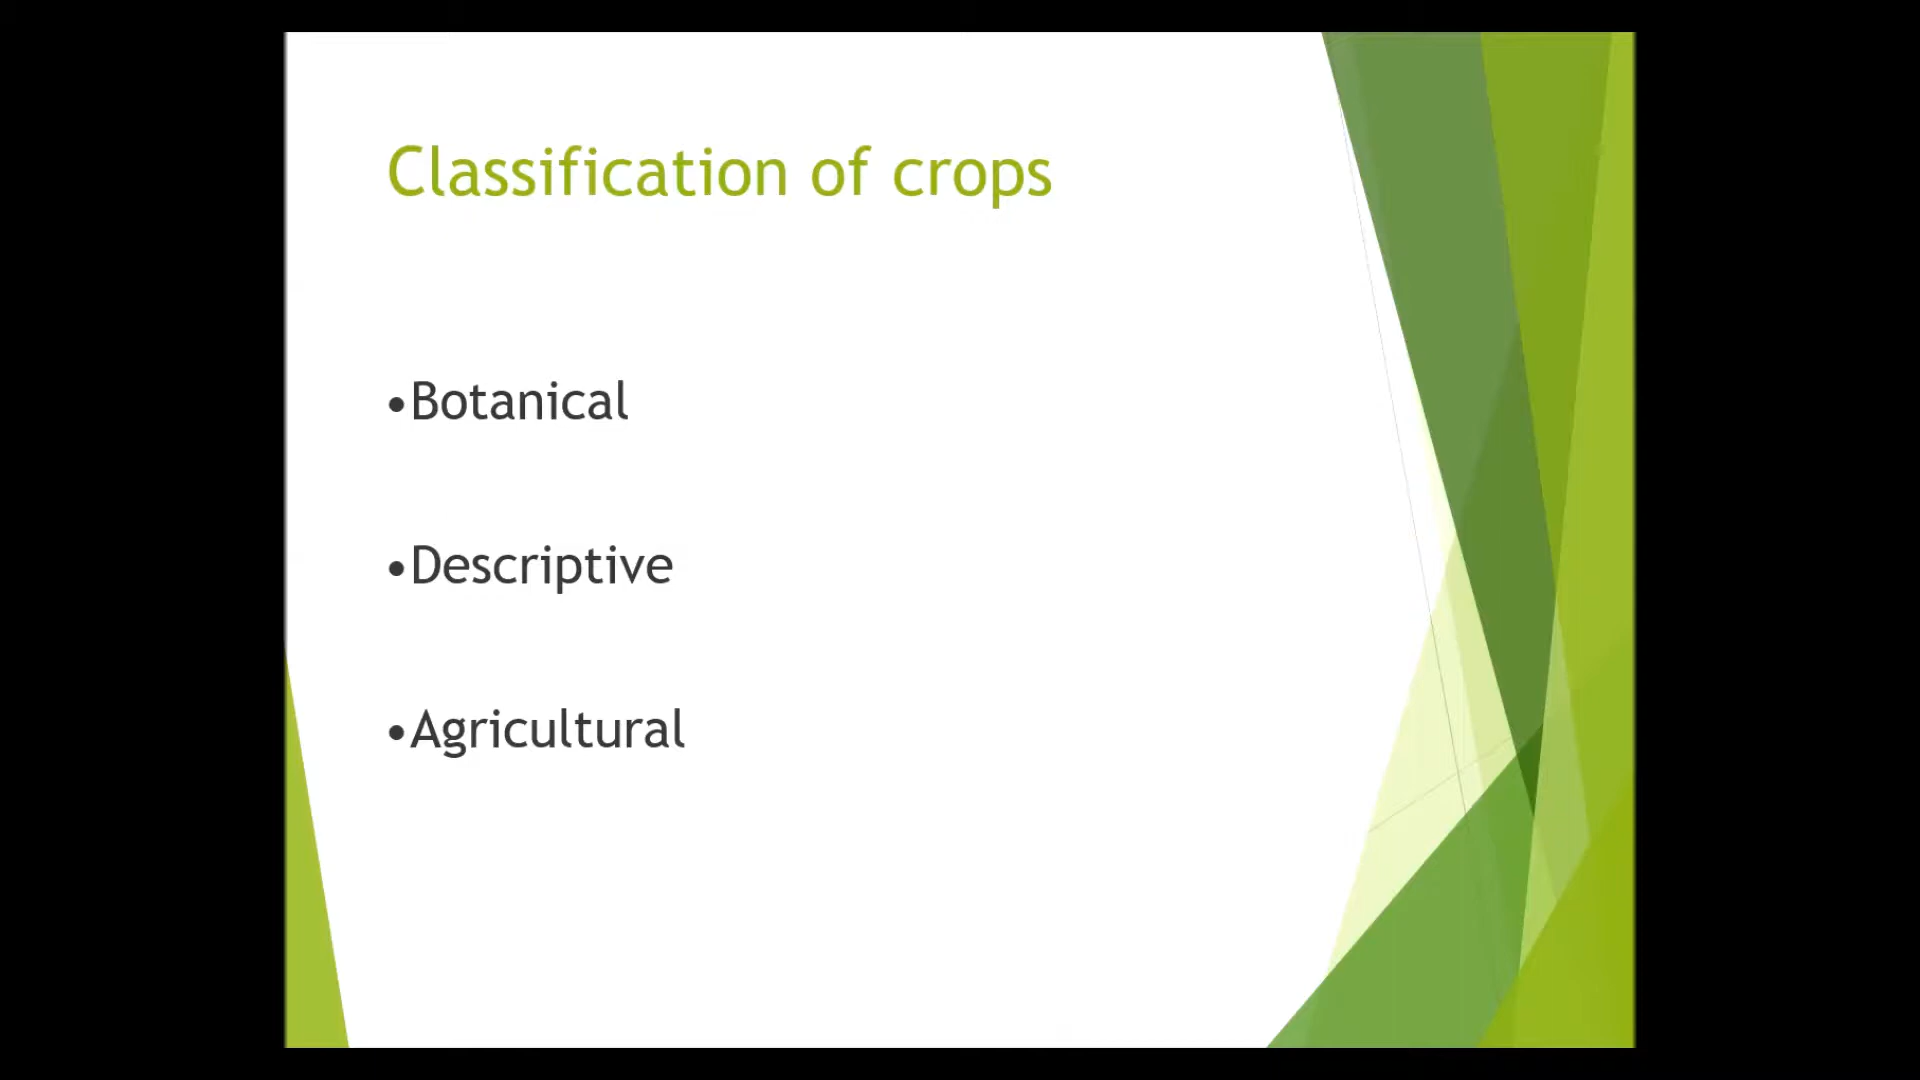 Classification of crops
•Botanical
•Descriptive
•Agricultural